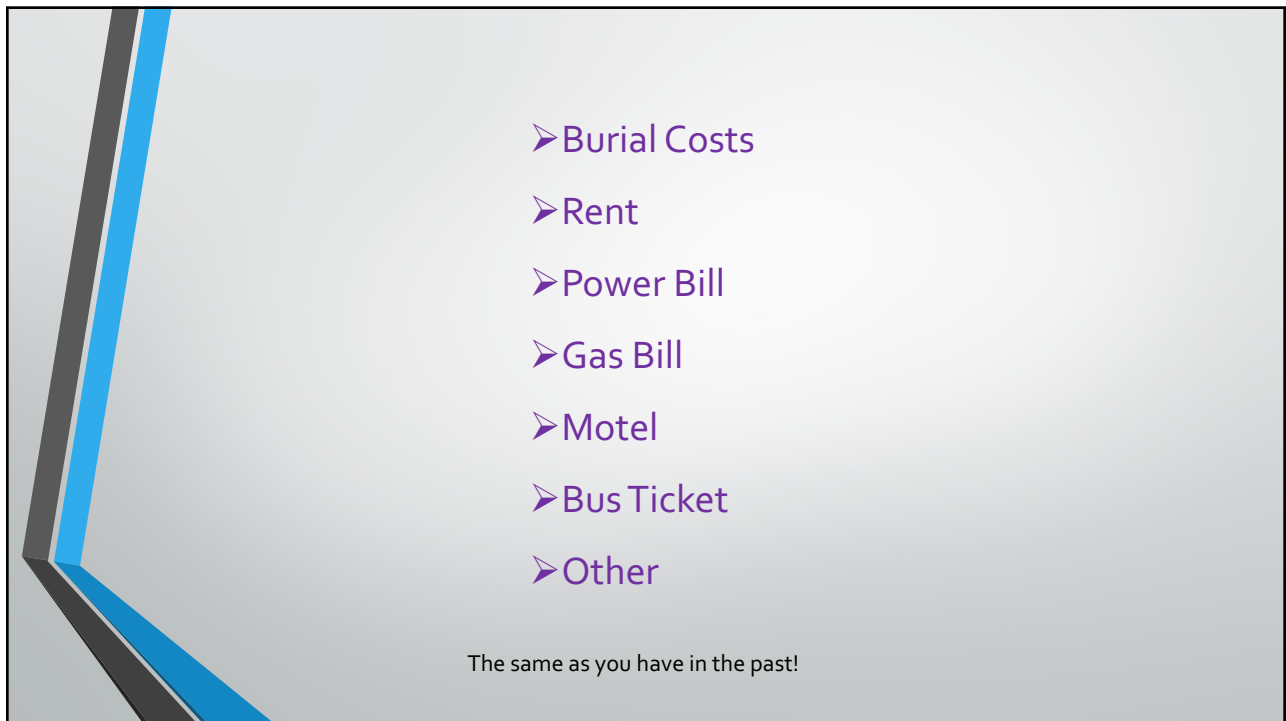 ➢Burial Costs
➢Rent
➢Power Bill
➢Gas Bill
➢Motel
➢Bus Ticket
➢Other
The same as you have in the past!